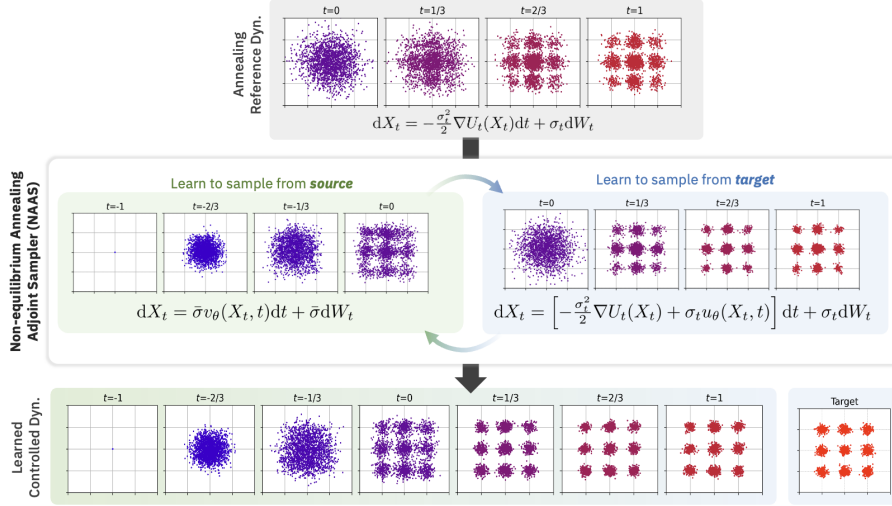 Annealing
Reference Dyn.
t=0 t=1/3 t=2/3 t=1
dX_t = -\frac{σ_t^2}{2}∇U_t(X_t)dt + σ_t dW_t
Non-equilibrium Annealing
Adjoint Sampler (NAAS)
Learn to sample from source
t=-1 t=-2/3 t=-1/3 t=0
dX_t = σ̄v_θ(X_t, t)dt + σ̄dW_t
Learn to sample from target
t=0 t=1/3 t=2/3 t=1
dX_t = [-\frac{σ_t^2}{2}∇U_t(X_t) + σ_t u_θ(X_t, t)] dt + σ_t dW_t
Learned
Controlled Dyn.
t=-1 t=-2/3 t=-1/3 t=0 t=1/3 t=2/3 t=1
Target